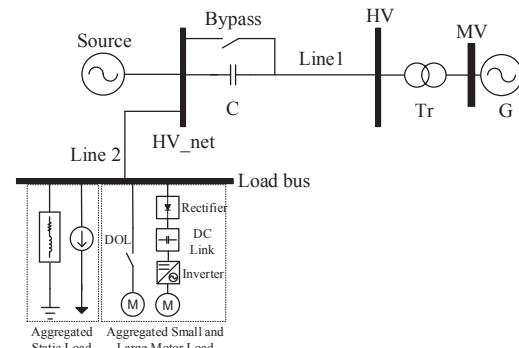 Bypass
HV
Source
Line1
MV
C
Tr
G
HV_net
Line 2
Load bus
Rectifier
DOL
DC
Link
Inverter
M
M
Aggregated
Static Load
Aggregated Small and
Large Motor Load